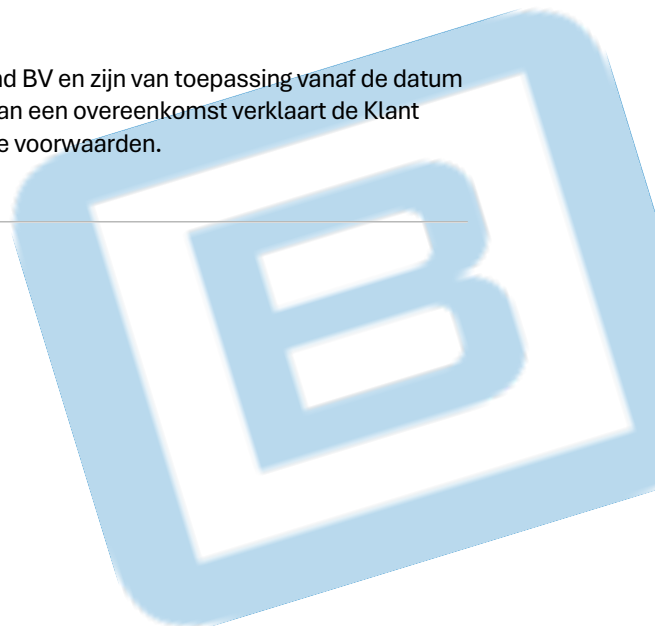 nd BV en zijn van toepassing vanaf de datum
an een overeenkomst verklaart de Klant
e voorwaarden.
B